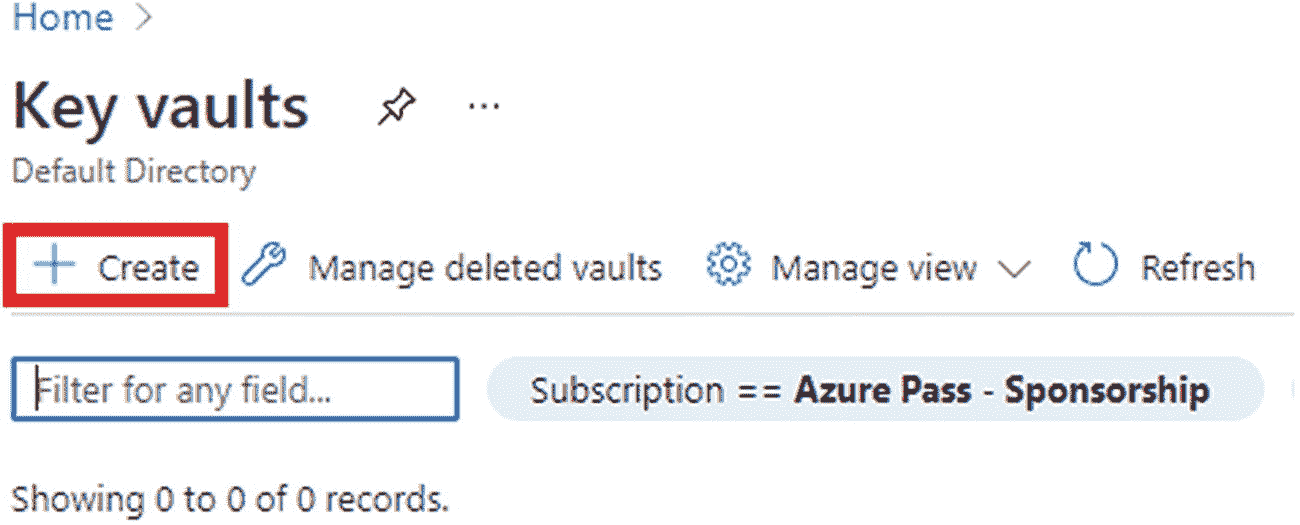 Home >
Key vaults ...
Default Directory
+ Create Manage deleted vaults Manage view Refresh
Filter for any field... Subscription == Azure Pass - Sponsorship
Showing 0 to 0 of 0 records.